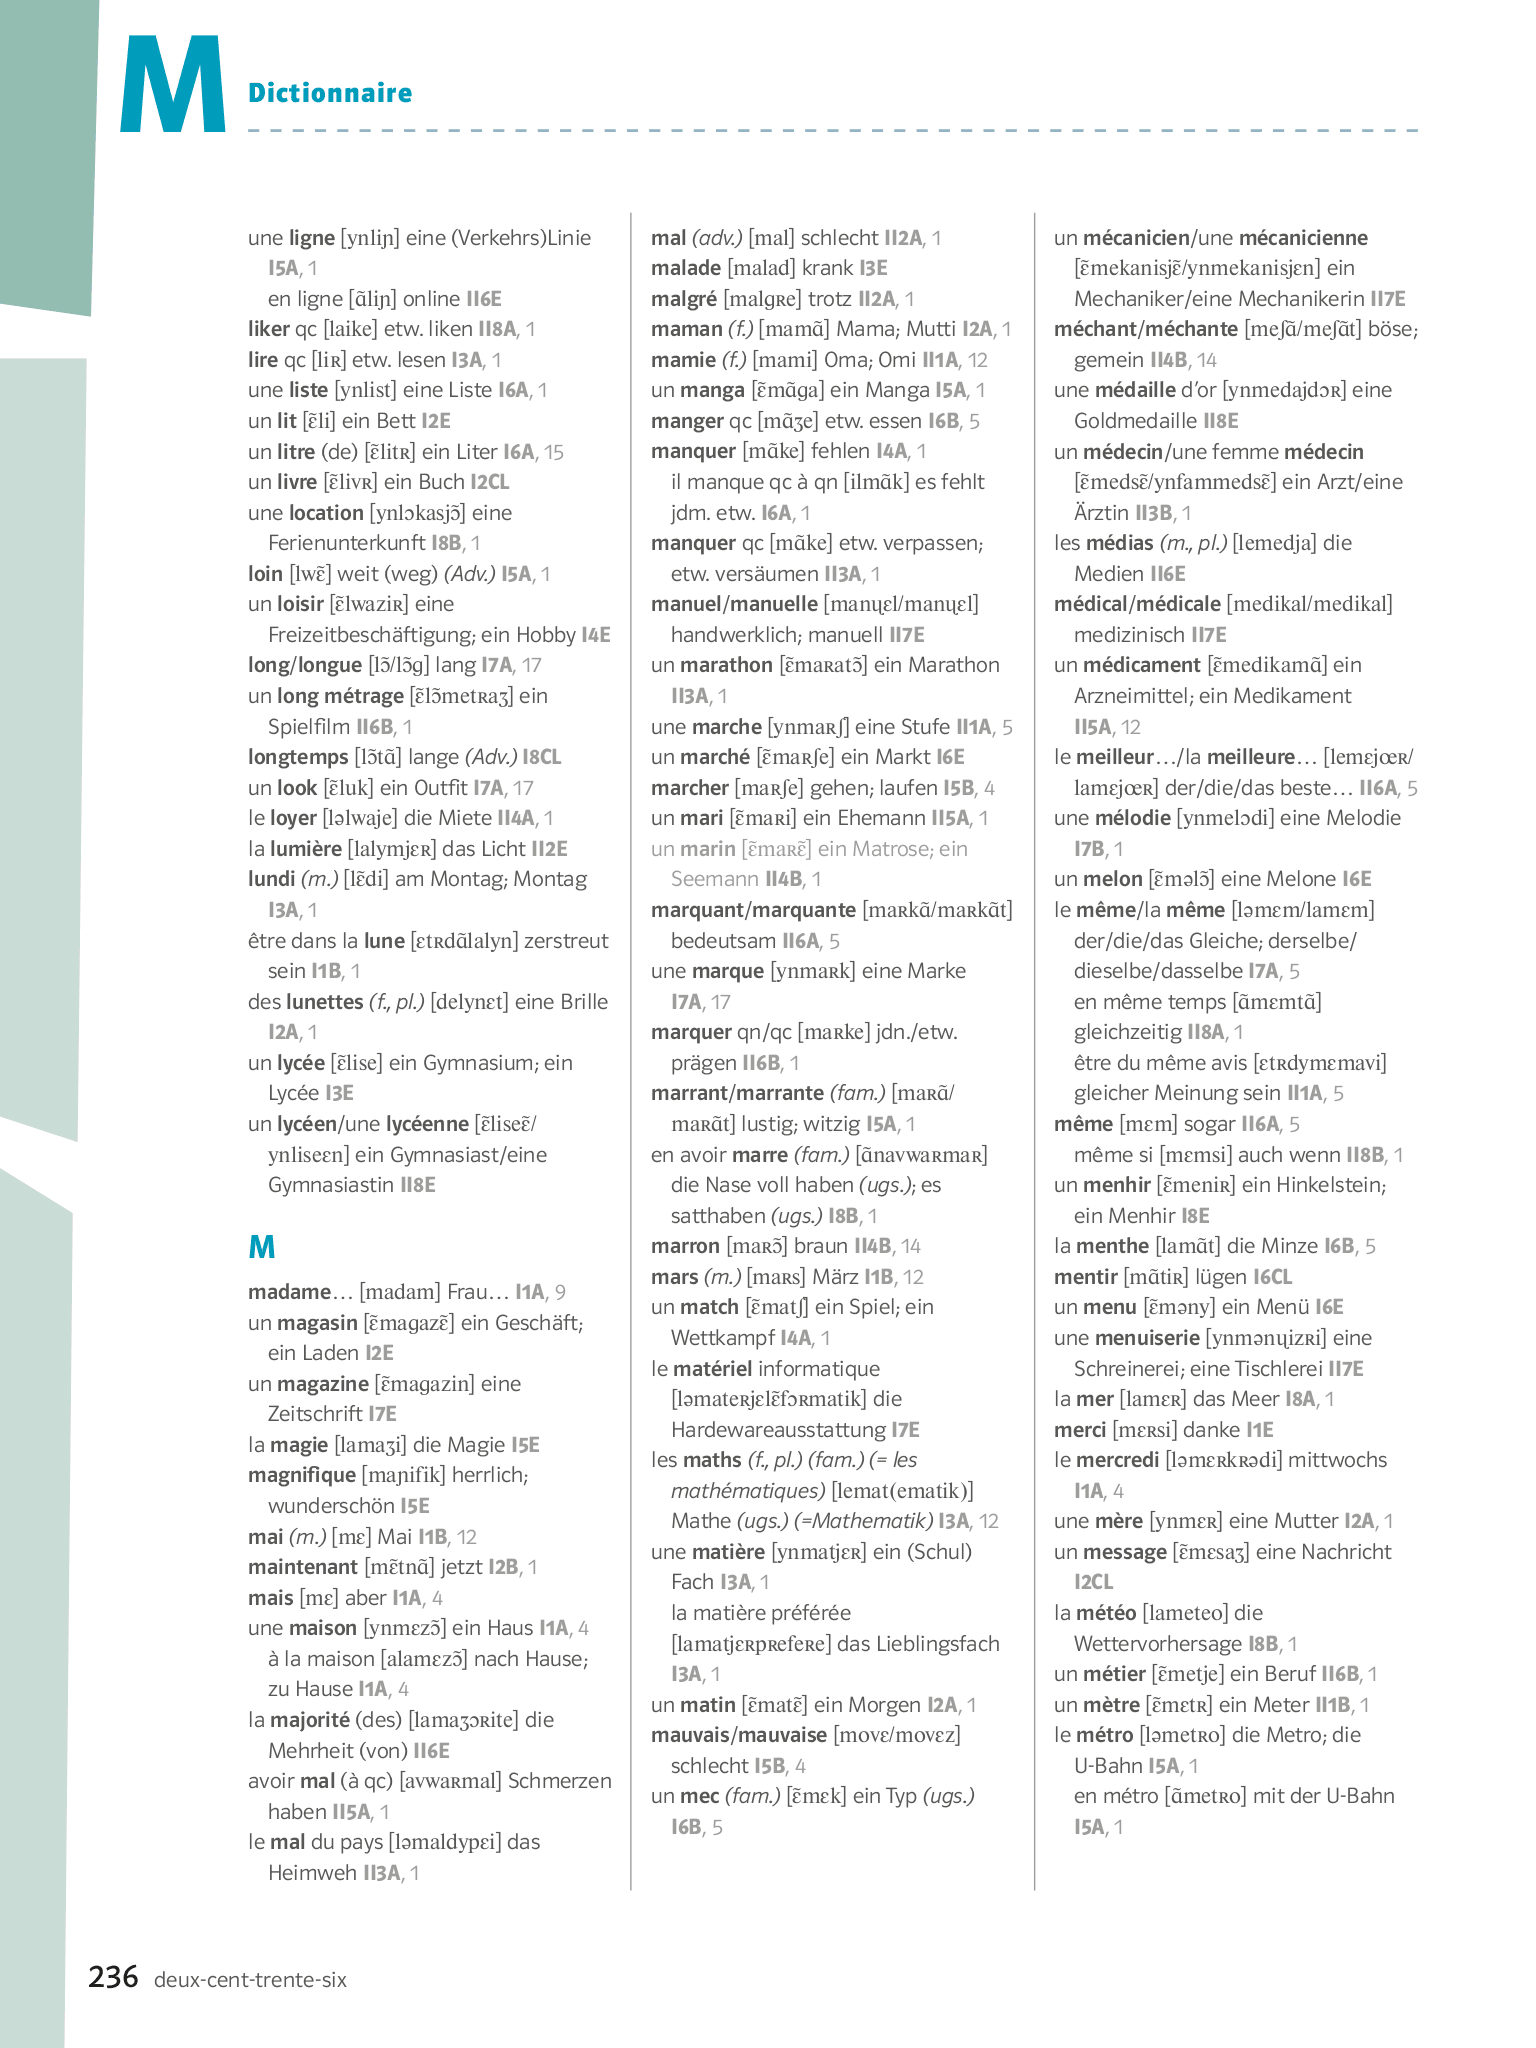 M
Dictionnaire
une ligne [ynliɲ] eine (Verkehrs)Linie
I5A, 1
en ligne [ɑ̃liɲ] online II6E
liker qc [laike] etw. liken II8A, 1
lire qc [liʀ] etw. lesen I3A, 1
une liste [ynlist] eine Liste I6A, 1
un lit [ɛ̃li] ein Bett I2E
un litre (de) [ɛ̃litʀ] ein Liter I6A, 15
un livre [ɛ̃livʀ] ein Buch I2CL
une location [ynlɔkasjɔ̃] eine
Ferienunterkunft I8B, 1
loin [lwɛ̃] weit (weg) (Adv.) I5A, 1
un loisir [ɛ̃lwaziʀ] eine
Freizeitbeschäftigung; ein Hobby I4E
long/longue [lɔ̃/lɔ̃g] lang I7A, 17
un long métrage [ɛ̃lɔ̃metʀaʒ] ein
Spielfilm II6B, 1
longtemps [lɔ̃tɑ̃] lange (Adv.) I8CL
un look [ɛ̃luk] ein Outfit I7A, 17
le loyer [ləlwaje] die Miete II4A, 1
la lumière [lalymjɛʀ] das Licht II2E
lundi (m.) [lɛ̃di] am Montag; Montag
I3A, 1
être dans la lune [ɛtʀdɑ̃lalyn] zerstreut
sein I1B, 1
des lunettes (f., pl.) [delynɛt] eine Brille
I2A, 1
un lycée [ɛ̃lise] ein Gymnasium; ein
Lycée I3E
un lycéen/une lycéenne [ɛ̃liseɛ̃/
ynliseɛn] ein Gymnasiast/eine
Gymnasiastin II8E
M
madame… [madam] Frau… I1A, 9
un magasin [ɛ̃magazɛ̃] ein Geschäft;
ein Laden I2E
un magazine [ɛ̃magazin] eine
Zeitschrift I7E
la magie [lamaʒi] die Magie I5E
magnifique [maɲifik] herrlich;
wunderschön I5E
mai (m.) [mɛ] Mai I1B, 12
maintenant [mɛ̃tnɑ̃] jetzt I2B, 1
mais [mɛ] aber I1A, 4
une maison [ynmɛzɔ̃] ein Haus I1A, 4
à la maison [alamɛzɔ̃] nach Hause;
zu Hause I1A, 4
la majorité (des) [lamaʒɔʀite] die
Mehrheit (von) II6E
avoir mal (à qc) [avwaʀmal] Schmerzen
haben II5A, 1
le mal du pays [ləmaldypɛi] das
Heimweh II3A, 1
mal (adv.) [mal] schlecht II2A, 1
malade [malad] krank I3E
malgré [malgʀe] trotz II2A, 1
maman (f.) [mamɑ̃] Mama; Mutti I2A, 1
mamie (f.) [mami] Oma; Omi II1A, 12
un manga [ɛ̃mɑ̃ga] ein Manga I5A, 1
manger qc [mɑ̃ʒe] etw. essen I6B, 5
manquer [mɑ̃ke] fehlen I4A, 1
il manque qc à qn [ilmɑ̃k] es fehlt
jdm. etw. I6A, 1
manquer qc [mɑ̃ke] etw. verpassen;
etw. versäumen II3A, 1
manuel/manuelle [manɥɛl/manɥɛl]
handwerklich; manuell II7E
un marathon [ɛ̃maʀatɔ̃] ein Marathon
II3A, 1
une marche [ynmaʀʃ] eine Stufe II1A, 5
un marché [ɛ̃maʀʃe] ein Markt I6E
marcher [maʀʃe] gehen; laufen I5B, 4
un mari [ɛ̃maʀi] ein Ehemann II5A, 1
un marin [ɛ̃maʀɛ̃] ein Matrose; ein
Seemann II4B, 1
marquant/marquante [maʀkɑ̃/maʀkɑ̃t]
bedeutsam II6A, 5
une marque [ynmaʀk] eine Marke
I7A, 17
marquer qn/qc [maʀke] jdn./etw.
prägen II6B, 1
marrant/marrante (fam.) [maʀɑ̃/
maʀɑ̃t] lustig; witzig I5A, 1
en avoir marre (fam.) [ɑ̃navwaʀmaʀ]
die Nase voll haben (ugs.); es
satthaben (ugs.) I8B, 1
marron [maʀɔ̃] braun II4B, 14
mars (m.) [maʀs] März I1B, 12
un match [ɛ̃matʃ] ein Spiel; ein
Wettkampf I4A, 1
le matériel informatique
[ləmateʀjɛlɛ̃fɔʀmatik] die
Hardewareausstattung I7E
les maths (f., pl.) (fam.) (= les
mathématiques) [lemat(ematik)]
Mathe (ugs.) (=Mathematik) I3A, 12
une matière [ynmatjɛʀ] ein (Schul)
Fach I3A, 1
la matière préférée
[lamatjɛʀpʀefeʀe] das Lieblingsfach
I3A, 1
un matin [ɛ̃matɛ̃] ein Morgen I2A, 1
mauvais/mauvaise [movɛ/movɛz]
schlecht I5B, 4
un mec (fam.) [ɛ̃mɛk] ein Typ (ugs.)
I6B, 5
un mécanicien/une mécanicienne
[ɛ̃mekanisjɛ̃/ynmekanisjɛn] ein
Mechaniker/eine Mechanikerin II7E
méchant/méchante [meʃɑ̃/meʃɑ̃t] böse;
gemein II4B, 14
une médaille d’or [ynmedajdɔʀ] eine
Goldmedaille II8E
un médecin/une femme médecin
[ɛ̃medsɛ̃/ynfammedsɛ̃] ein Arzt/eine
Ärztin II3B, 1
les médias (m., pl.) [lemedja] die
Medien II6E
médical/médicale [medikal/medikal]
medizinisch II7E
un médicament [ɛ̃medikamɑ̃] ein
Arzneimittel; ein Medikament
II5A, 12
le meilleur…/la meilleure… [lemɛjœʀ/
lamɛjœʀ] der/die/das beste… II6A, 5
une mélodie [ynmelɔdi] eine Melodie
I7B, 1
un melon [ɛ̃məlɔ̃] eine Melone I6E
le même/la même [ləmɛm/lamɛm]
der/die/das Gleiche; derselbe/
dieselbe/dasselbe I7A, 5
en même temps [ɑ̃mɛmtɑ̃]
gleichzeitig II8A, 1
être du même avis [ɛtʀdymɛmavi]
gleicher Meinung sein II1A, 5
même [mɛm] sogar II6A, 5
même si [mɛmsi] auch wenn II8B, 1
un menhir [ɛ̃meniʀ] ein Hinkelstein;
ein Menhir I8E
la menthe [lamɑ̃t] die Minze I6B, 5
mentir [mɑ̃tiʀ] lügen I6CL
un menu [ɛ̃məny] ein Menü I6E
une menuiserie [ynmənɥizʀi] eine
Schreinerei; eine Tischlerei II7E
la mer [lamɛʀ] das Meer I8A, 1
merci [mɛʀsi] danke I1E
le mercredi [ləmɛʀkʀədi] mittwochs
I1A, 4
une mère [ynmɛʀ] eine Mutter I2A, 1
un message [ɛ̃mɛsaʒ] eine Nachricht
I2CL
la météo [lameteo] die
Wettervorhersage I8B, 1
un métier [ɛ̃metje] ein Beruf II6B, 1
un mètre [ɛ̃mɛtʀ] ein Meter II1B, 1
le métro [ləmetʀo] die Metro; die
U-Bahn I5A, 1
en métro [ɑ̃metʀo] mit der U-Bahn
I5A, 1
236 deux-cent-trente-six